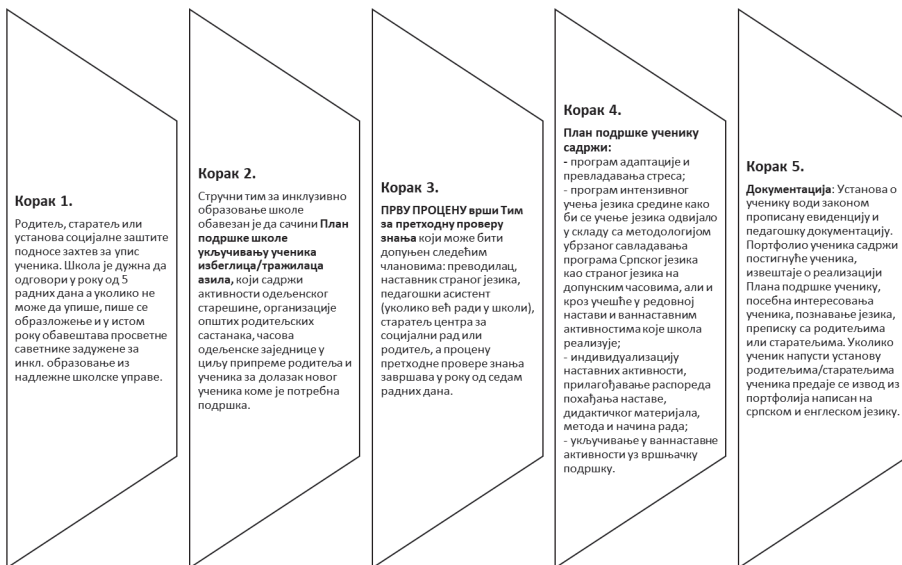 Корак 1.
Родитељ, старатељ или
установа социјалне заштите
подносе захтев за упис
ученика. Школа је дужна да
одговори у року од 5
радних дана а уколико не
може да упише, пише се
образложење и у истом
року обавештава просветне
саветнике задужене за
инкл. образовање из
надлежне школске управе.
Корак 2.
Стручни тим за инклузивно
образовање школе
обавезан је да сачини План
подршке школе
укључивању ученика
избеглица/тражилаца
азила, који садржи
активности одељенског
старешине, организације
општих родитељских
састанака, часова
одељенске заједнице у
циљу припреме родитеља и
ученика за долазак новог
ученика коме је потребна
подршка.
Корак 3.
ПРВУ ПРОЦЕНУ врши Тим
за претходну проверу
знања који може бити
допуњен следећим
члановима: преводилац,
наставник страног језика,
педагошки асистент
(уколико већ ради у школи),
старатељ центра за
социјални рад или
родитељ, а процену
претходне провере знања
завршава у року од седам
радних дана.
Корак 4.
План подршке ученику
садржи:
- програм адаптације и
превладавања стреса;
- програм интензивног
учења језика средине како
би се учење језика одвијало
у складу са методологијом
убрзаног савладавања
програма Српског језика
као страног језика на
допунским часовима, али и
кроз учешће у редовној
настави и ваннаставним
активностима које школа
реализује;
- индивидуализацију
наставних активности,
прилагођавање распореда
похађања наставе,
дидактичког материјала,
метода и начина рада;
- укључивање у ваннаставне
активности уз вршњачку
подршку.
Корак 5.
Документација: Установа о
ученику води законом
прописану евиденцију и
педагошку документацију.
Портфолио ученика садржи
постигнуће ученика,
извештаје о реализацији
Плана подршке ученику,
посебна интересовања
ученика, познавање језика,
преписку са родитељима
или старатељима. Уколико
ученик напусти установу
родитељима/старатељима
ученика предаје се извод из
портфолија написан на
српском и енглеском језику.